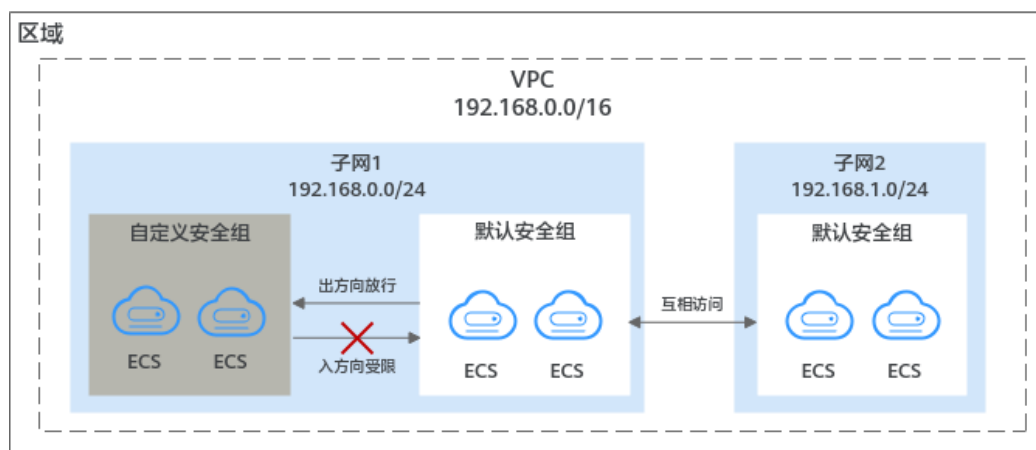 区域
VPC
192.168.0.0/16
子网1
192.168.0.0/24
自定义安全组
ECS
ECS
出方向放行
入方向受限
默认安全组
ECS
ECS
互相访问
子网2
192.168.1.0/24
默认安全组
ECS
ECS